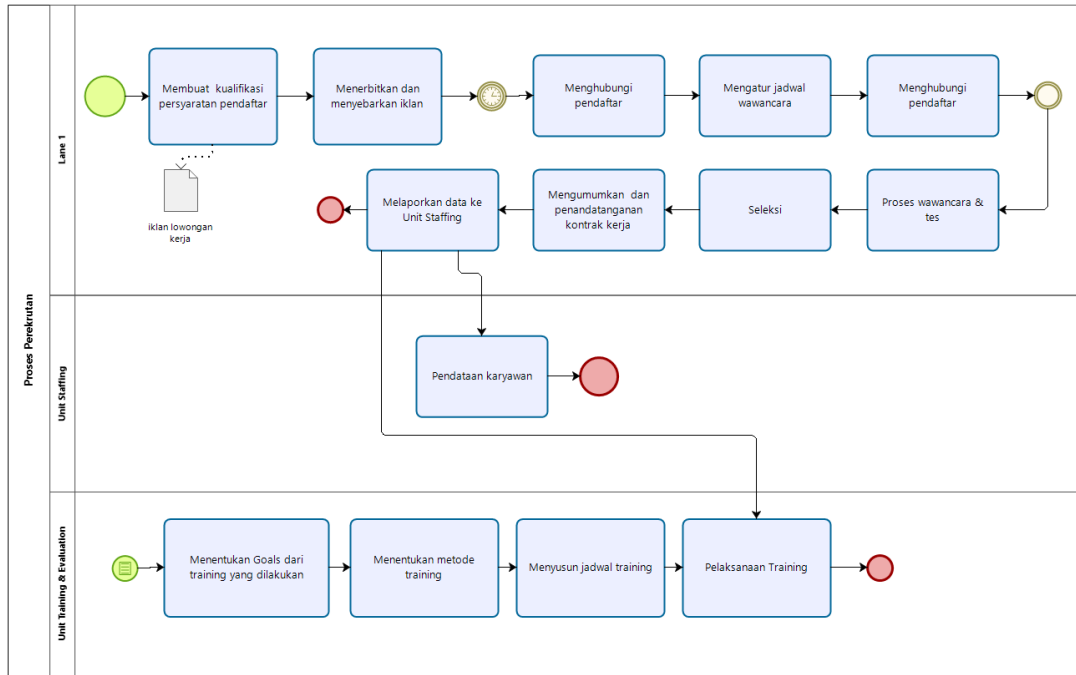 Proses Perekrutan
Lane 1
Membuat kualifikasi
persyaratan pendaftar
Menerbitkan dan
menyebarkan iklan
Menghubungi
pendaftar
Mengatur jadwal
wawancara
Menghubungi
pendaftar
iklan lowongan
kerja
Melaporkan data ke
Unit Staffing
Mengumumkan dan
penandatanganan
kontrak kerja
Seleksi
Proses wawancara &
tes
Unit Staffing
Pendataan karyawan
Unit Training & Evaluation
Menentukan Goals dari
training yang dilakukan
Menentukan metode
training
Menyusun jadwal training
Pelaksanaan Training